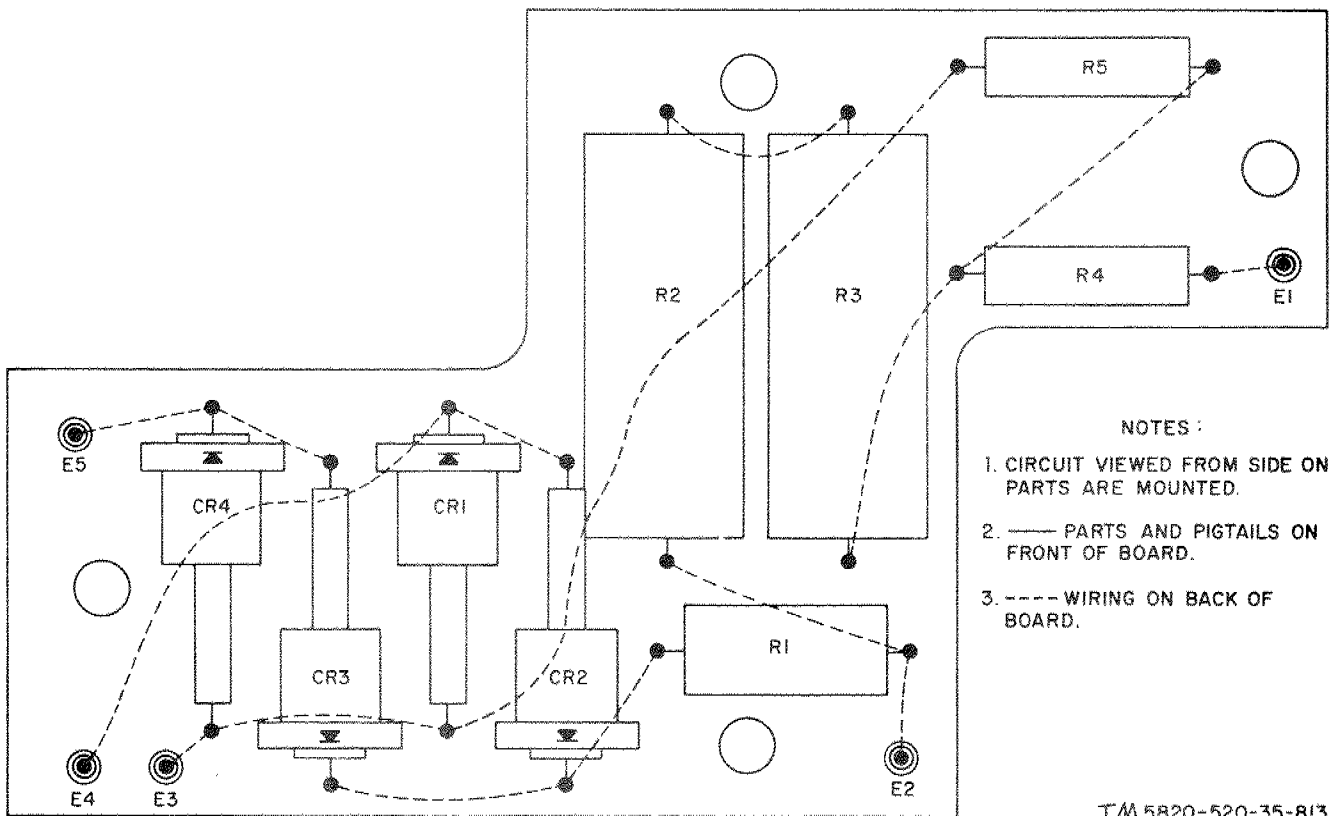 R5
R2
R3
R4
E1
E5
CR4
CR1
CR3
CR2
R1
E4
E3
E2
NOTES:
1. CIRCUIT VIEWED FROM SIDE ON
PARTS ARE MOUNTED.
2. —— PARTS AND PIGTAILS ON
FRONT OF BOARD.
3. ---- WIRING ON BACK OF
BOARD.
TM 5820-520-35-813